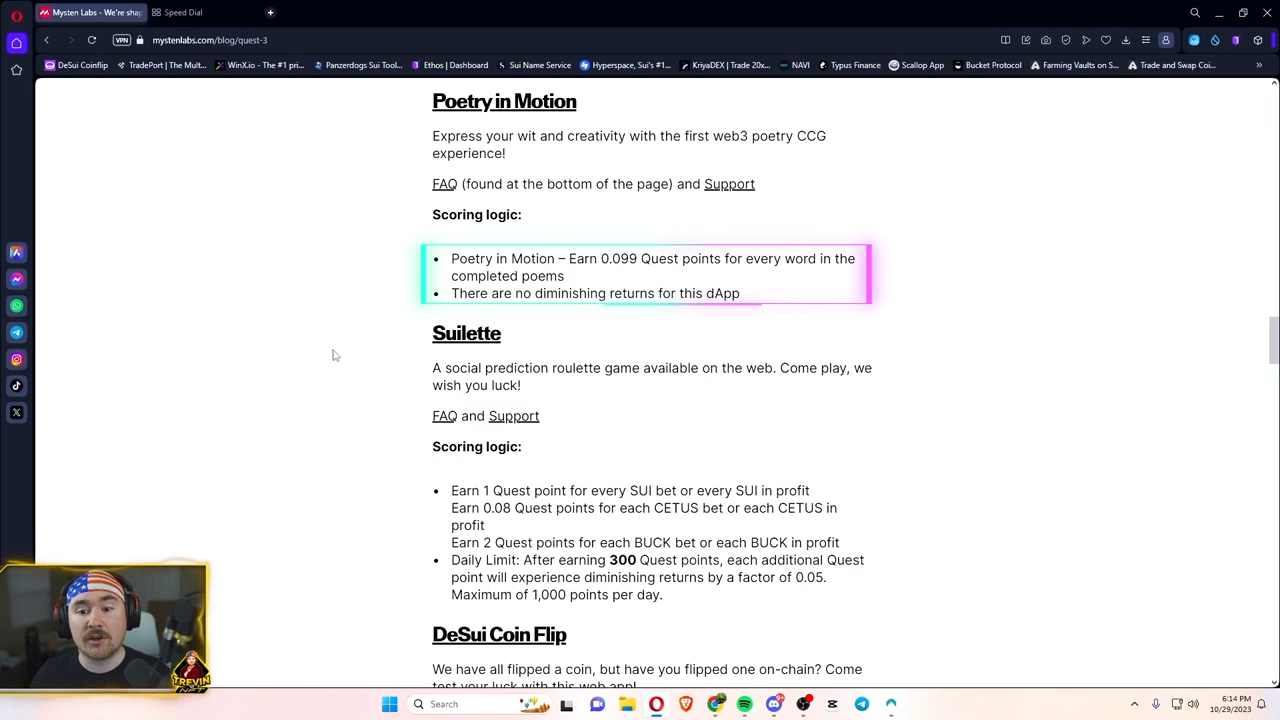 Mysten Labs - We're shap
Speed Dial
VPN
mystenlabs.com/blog/quest-3
DeSui Coinflip
TradePort | The Mult...
WinX.io - The #1 pri...
Panzerdogs Sui Tool...
Ethos | Dashboard
Sui Name Service
Hyperspace, Sui's #1...
KriyaDEX | Trade 20x...
NAVI
Typus Finance
Scallop App
Bucket Protocol
Farming Vaults on S...
Trade and Swap Coi...
Poetry in Motion
Express your wit and creativity with the first web3 poetry CCG
experience!
FAQ (found at the bottom of the page) and Support
Scoring logic:
• Poetry in Motion – Earn 0.099 Quest points for every word in the
completed poems
• There are no diminishing returns for this dApp
Suilette
A social prediction roulette game available on the web. Come play, we
wish you luck!
FAQ and Support
Scoring logic:
• Earn 1 Quest point for every SUI bet or every SUI in profit
Earn 0.08 Quest points for each CETUS bet or each CETUS in
profit
Earn 2 Quest points for each BUCK bet or each BUCK in profit
• Daily Limit: After earning 300 Quest points, each additional Quest
point will experience diminishing returns by a factor of 0.05.
Maximum of 1,000 points per day.
DeSui Coin Flip
We have all flipped a coin, but have you flipped one on-chain? Come
test your luck with this web app!
TREVIN
Search
6:14 PM
10/29/2023